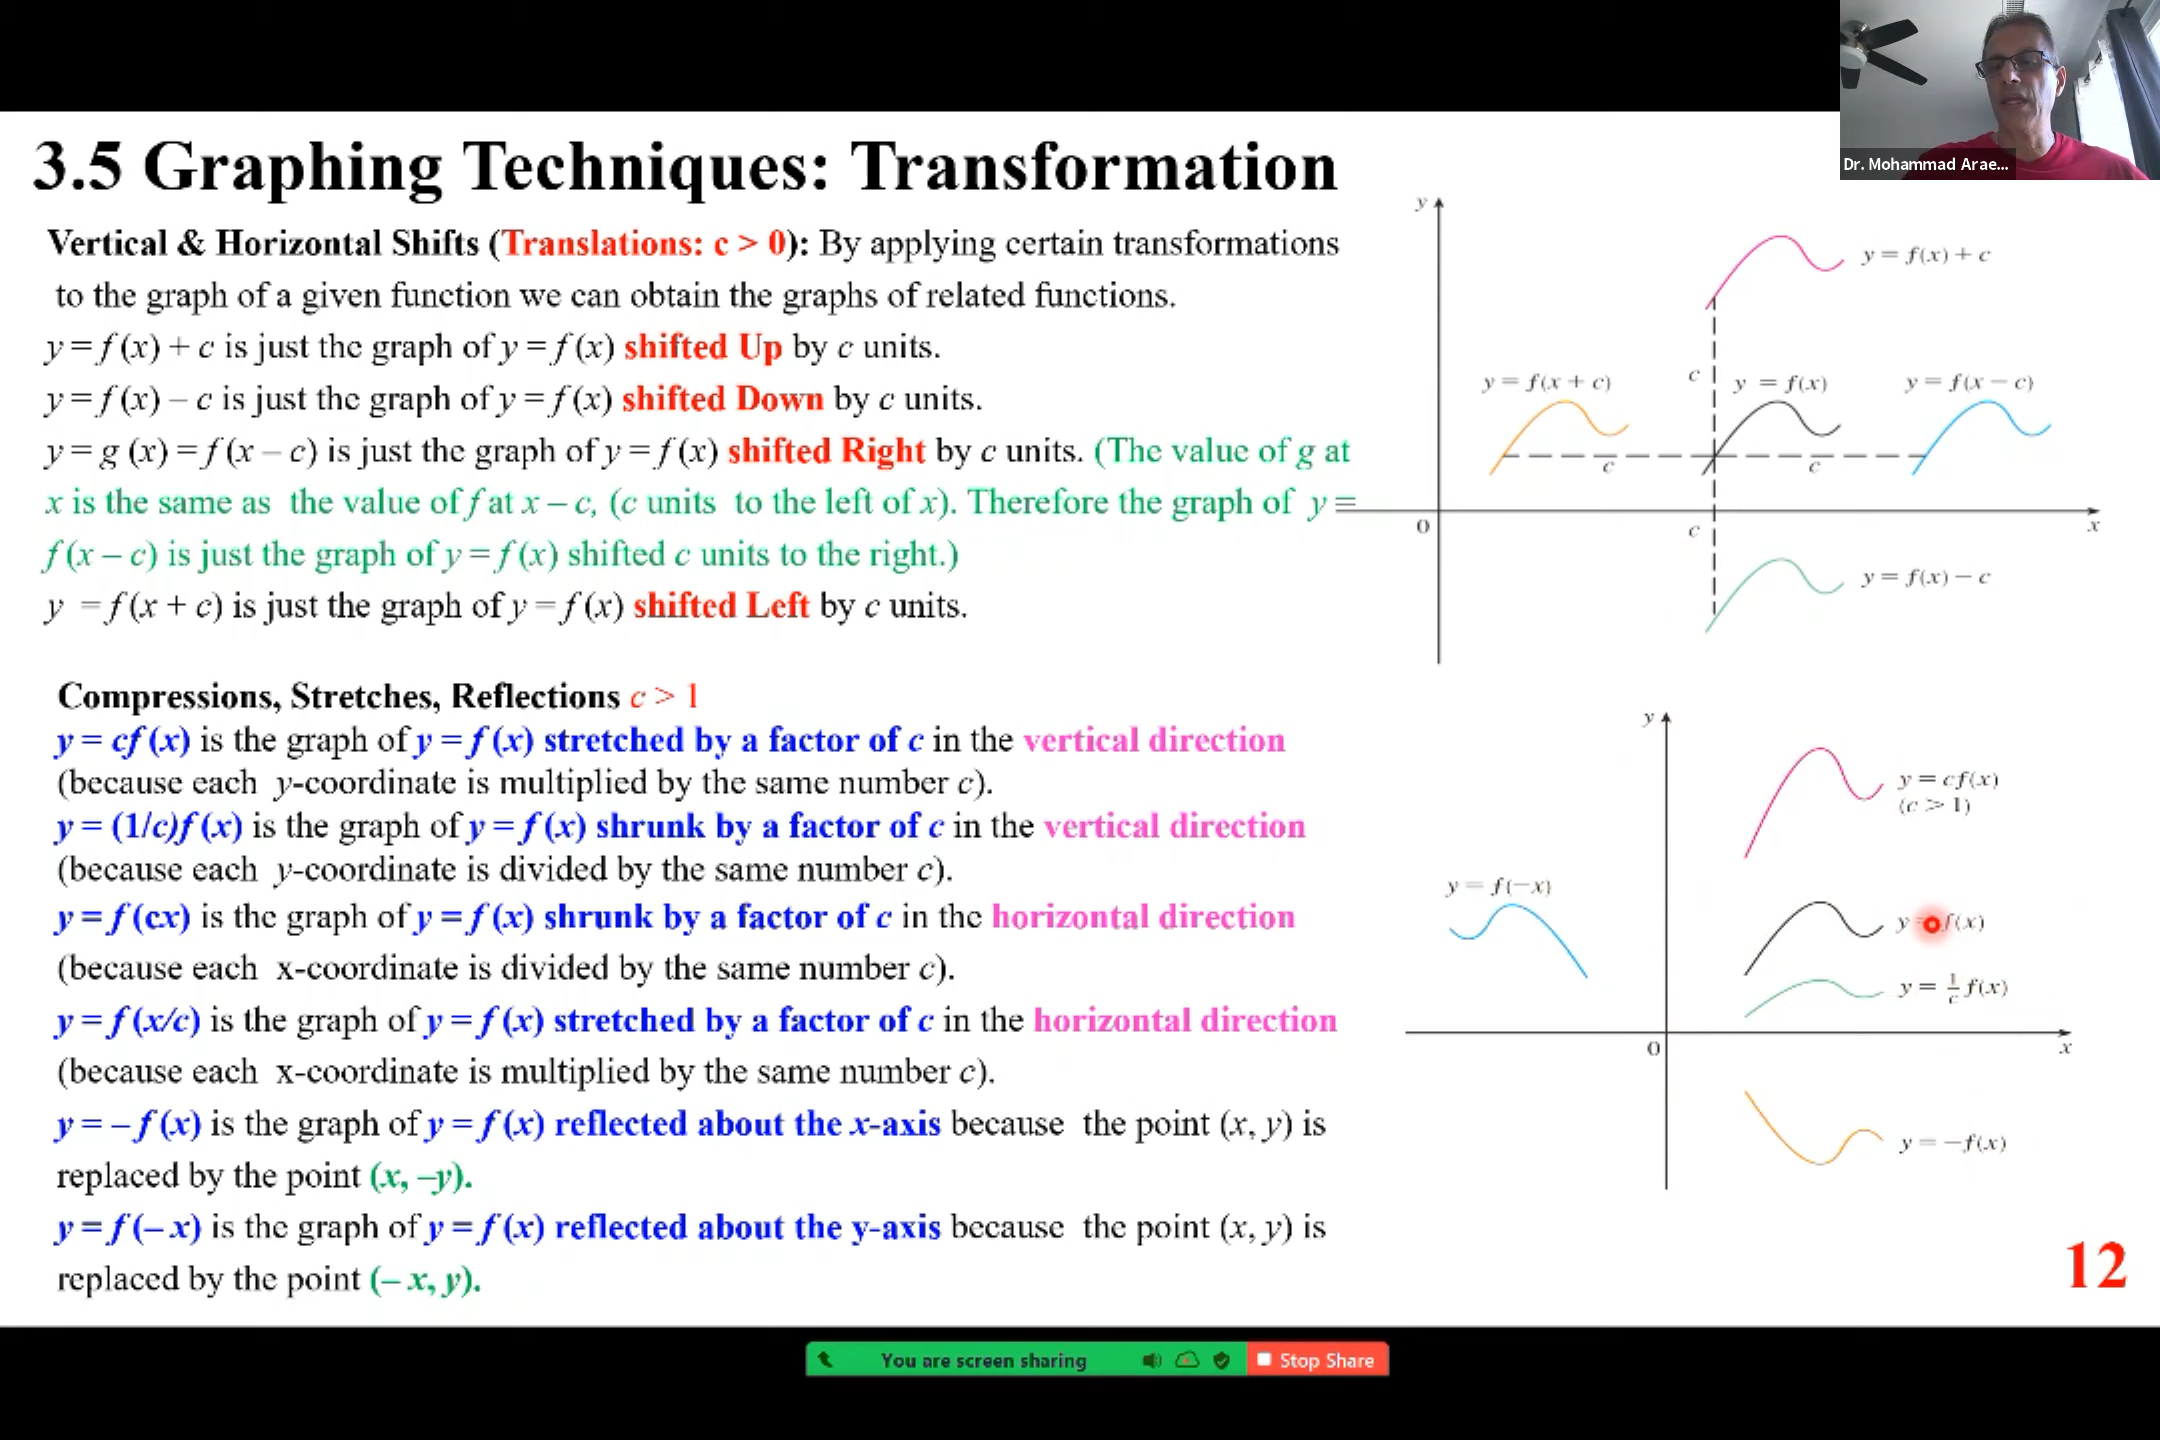 Dr. Mohammad Arae...
3.5 Graphing Techniques: Transformation
Vertical & Horizontal Shifts (Translations: c > 0): By applying certain transformations
to the graph of a given function we can obtain the graphs of related functions.
y = f (x) + c is just the graph of y = f (x) shifted Up by c units.
y = f (x) – c is just the graph of y = f (x) shifted Down by c units.
y = g (x) = f (x – c) is just the graph of y = f (x) shifted Right by c units. (The value of g at
x is the same as the value of f at x – c, (c units to the left of x). Therefore the graph of y =
f (x – c) is just the graph of y = f (x) shifted c units to the right.)
y = f (x + c) is just the graph of y = f (x) shifted Left by c units.
y
y = f(x) + c
y = f(x + c)
c
y = f(x)
y = f(x − c)
c
c
0
c
x
y = f(x) − c
Compressions, Stretches, Reflections c > 1
y = cf (x) is the graph of y = f (x) stretched by a factor of c in the vertical direction
(because each y-coordinate is multiplied by the same number c).
y = (1/c)f (x) is the graph of y = f (x) shrunk by a factor of c in the vertical direction
(because each y-coordinate is divided by the same number c).
y = f (cx) is the graph of y = f (x) shrunk by a factor of c in the horizontal direction
(because each x-coordinate is divided by the same number c).
y = f (x/c) is the graph of y = f (x) stretched by a factor of c in the horizontal direction
(because each x-coordinate is multiplied by the same number c).
y = – f (x) is the graph of y = f (x) reflected about the x-axis because the point (x, y) is
replaced by the point (x, –y).
y = f (– x) is the graph of y = f (x) reflected about the y-axis because the point (x, y) is
replaced by the point (– x, y).
y
y = cf(x)
(c > 1)
y = f(−x)
y = f(x)
y = 1/c f(x)
0
x
y = −f(x)
12
You are screen sharing
Stop Share